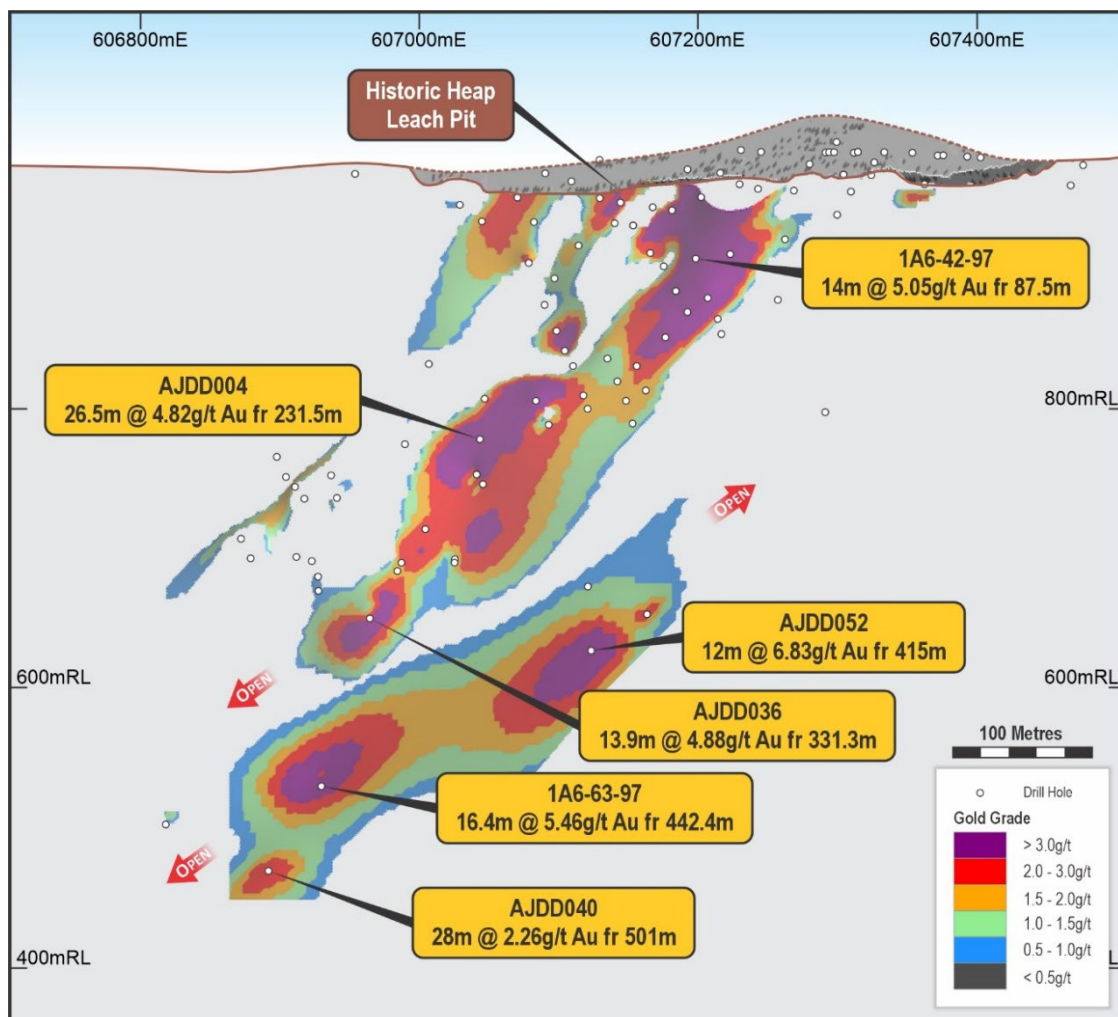 606800mE
607000mE
607200mE
607400mE
Historic Heap
Leach Pit
1A6-42-97
14m @ 5.05g/t Au fr 87.5m
AJDD004
26.5m @ 4.82g/t Au fr 231.5m
800mRL
800mRL
OPEN
AJDD052
12m @ 6.83g/t Au fr 415m
600mRL
600mRL
OPEN
AJDD036
13.9m @ 4.88g/t Au fr 331.3m
100 Metres
1A6-63-97
16.4m @ 5.46g/t Au fr 442.4m
OPEN
AJDD040
28m @ 2.26g/t Au fr 501m
400mRL
L
Drill Hole
Gold Grade
> 3.0g/t
2.0 - 3.0g/t
1.5 - 2.0g/t
1.0 - 1.5g/t
0.5 - 1.0g/t
< 0.5g/t